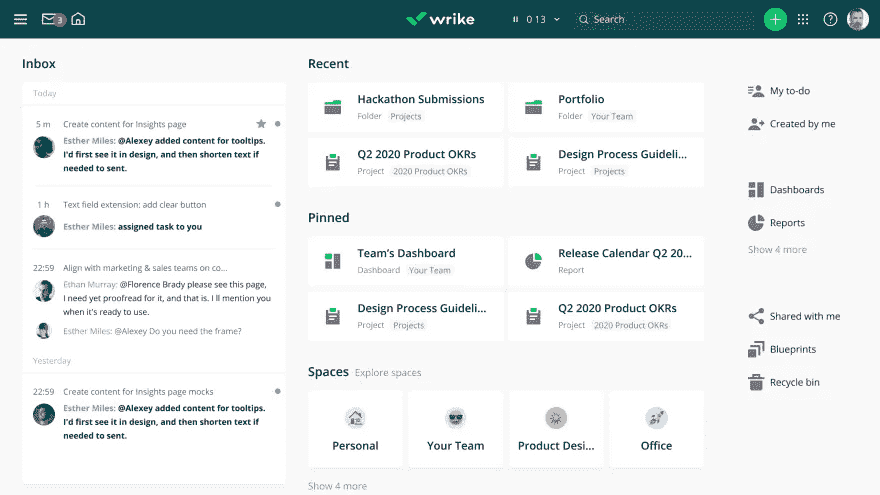 3
wrike
0 13
Search
Inbox
Today
5 m Create content for Insights page
Esther Miles: @Alexey added content for tooltips.
I'd first see it in design, and then shorten text if
needed to sent.
1 h Text field extension: add clear button
Esther Miles: assigned task to you
22:59 Align with marketing & sales teams on co...
Ethan Murray: @Florence Brady please see this page,
I need yet proofread for it, and that is. I ll mention you
when it's ready to use.
Esther Miles: @Alexey Do you need the frame?
Yesterday
22:59 Create content for Insights page mocks
Esther Miles: @Alexey added content for tooltips.
I'd first see it in design, and then shorten text if
needed to sent.
Recent
Hackathon Submissions
Folder Projects
Portfolio
Folder Your Team
Q2 2020 Product OKRs
Project 2020 Product OKRs
Design Process Guideli...
Project Projects
Pinned
Team's Dashboard
Dashboard Your Team
Release Calendar Q2 20...
Report
Design Process Guideli...
Project Projects
Q2 2020 Product OKRs
Project 2020 Product OKRs
Spaces Explore spaces
Personal
Your Team
Product Desi...
Office
Show 4 more
My to-do
Created by me
Dashboards
Reports
Show 4 more
Shared with me
Blueprints
Recycle bin